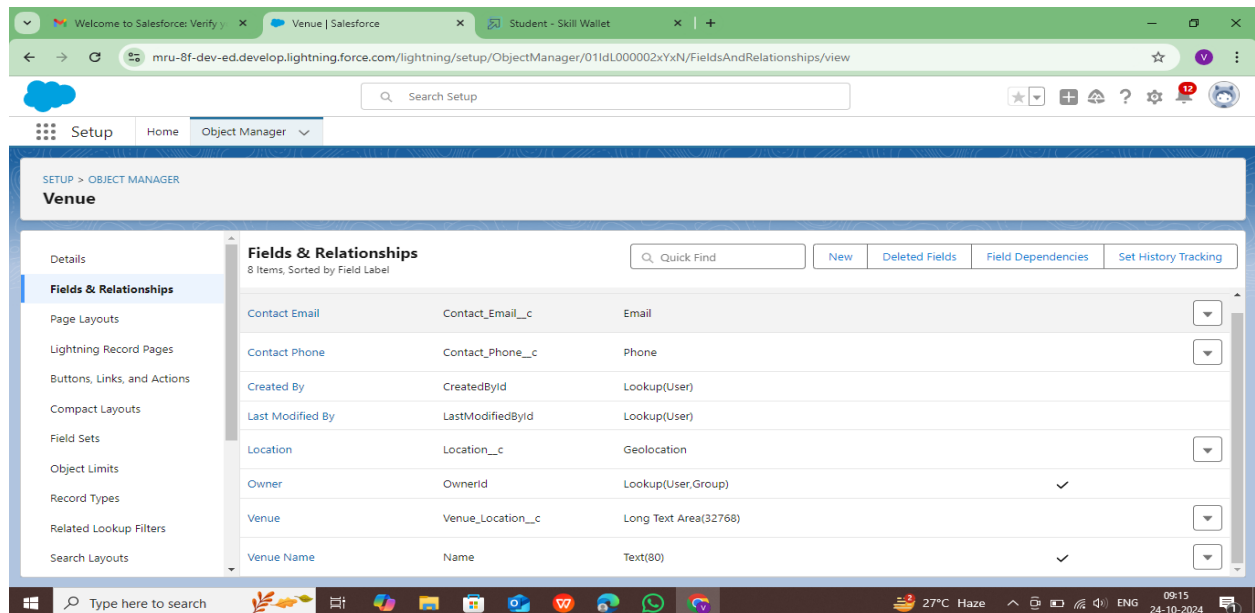 Welcome to Salesforce: Verify y
Venue | Salesforce
Student - Skill Wallet
mru-8f-dev-ed.develop.lightning.force.com/lightning/setup/ObjectManager/01IdL000002xYxN/FieldsAndRelationships/view
V
Search Setup
12
Setup
Home
Object Manager
SETUP > OBJECT MANAGER
Venue
Details
Fields & Relationships
Page Layouts
Lightning Record Pages
Buttons, Links, and Actions
Compact Layouts
Field Sets
Object Limits
Record Types
Related Lookup Filters
Search Layouts
Fields & Relationships
8 Items, Sorted by Field Label
Quick Find
New
Deleted Fields
Field Dependencies
Set History Tracking
Contact Email Contact_Email__c Email
Contact Phone Contact_Phone__c Phone
Created By CreatedById Lookup(User)
Last Modified By LastModifiedById Lookup(User)
Location Location__c Geolocation
Owner OwnerId Lookup(User,Group)
Venue Venue_Location__c Long Text Area(32768)
Venue Name Name Text(80)
Type here to search
27°C Haze
ENG
09:15
24-10-2024